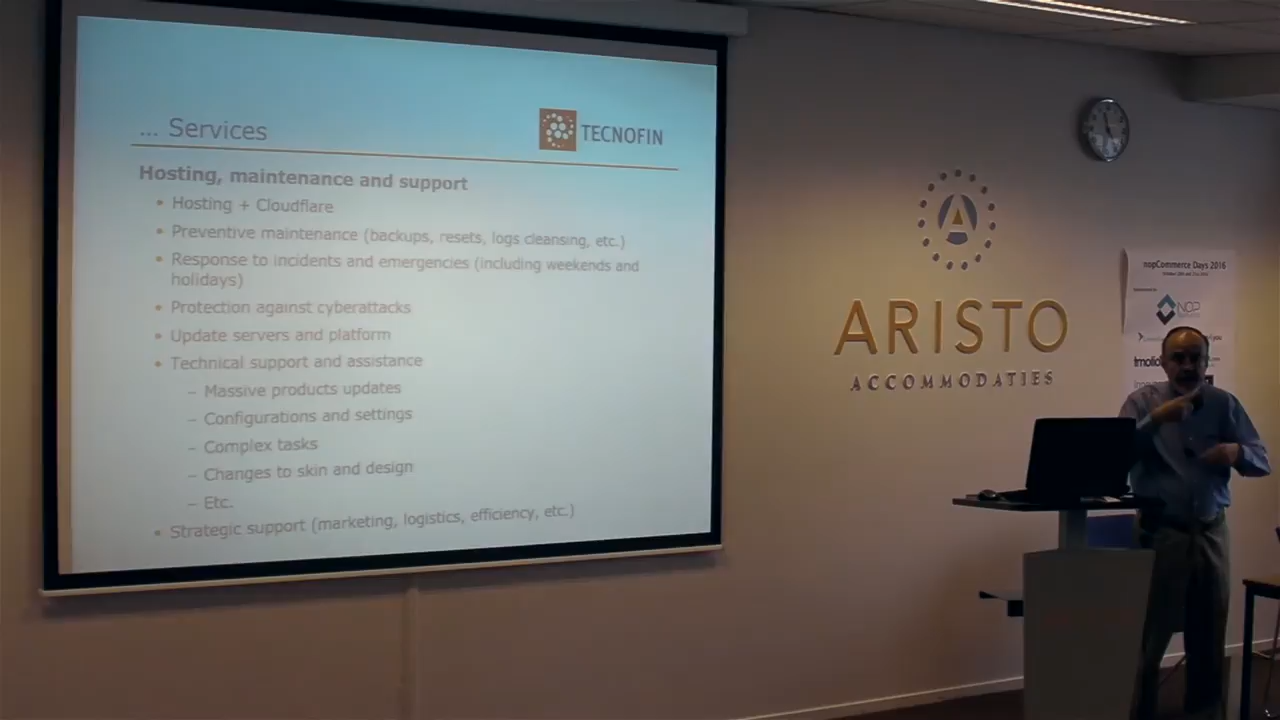 ... Services
TECNOFIN
Hosting, maintenance and support
• Hosting + Cloudflare
• Preventive maintenance (backups, resets, logs cleansing, etc.)
• Response to incidents and emergencies (including weekends and
holidays)
• Protection against cyberattacks
• Update servers and platform
• Technical support and assistance
– Massive products updates
– Configurations and settings
– Complex tasks
– Changes to skin and design
– Etc.
• Strategic support (marketing, logistics, efficiency, etc.)
A
ARISTO
ACCOMMODATIES
nopCommerce Days 2016
NOP